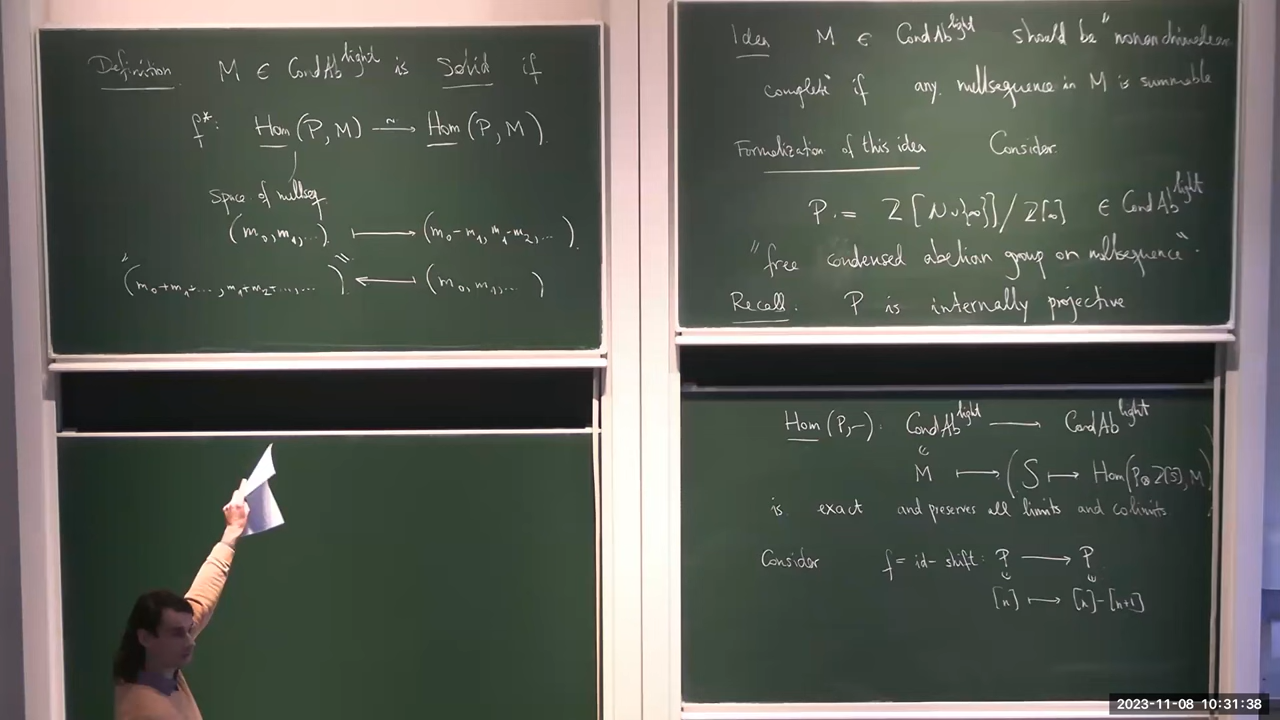 Idea M ∈ CondAb^light should be "nonarchimedean
complete" if any nullsequence in M is summable
Formalization of this idea Consider
P := Z[N∪{∞}]/Z[∞] ∈ CondAb^light
"free condensed abelian group on nullsequence".
Recall. P is internally projective
Hom(P,-): CondAb^light ⟶ CondAb^light
∈
M ⟼ (S ⟼ Hom(P⊗Z[S], M))
is exact and preserves all limits and colimits.
Consider f = id - shift: P ⟶ P
[n] ⟼ [n]-[n+1]
Definition M ∈ CondAb^light is Solid if
f*: Hom(P,M) ⟶~ Hom(P,M).
Space of nullseq
(m₀, m₁, ...) ⟼ (m₀-m₁, m₁-m₂, ...).
"(m₀+m₁+..., m₁+m₂+..., ...)" ⟵ (m₀, m₁, ...)
2023-11-08 10:31:38